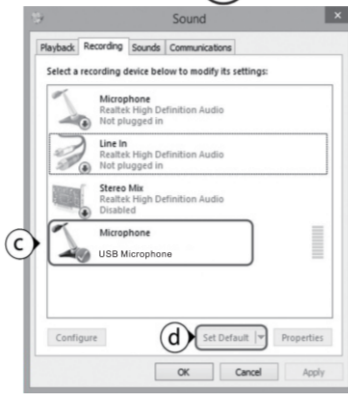 Sound
Playback Recording Sounds Communications
Select a recording device below to modify its settings:
Microphone
Realtek High Definition Audio
Not plugged in
Line In
Realtek High Definition Audio
Not plugged in
Stereo Mix
Realtek High Definition Audio
Disabled
c
Microphone
USB Microphone
Configure
d
Set Default
Properties
OK
Cancel
Apply